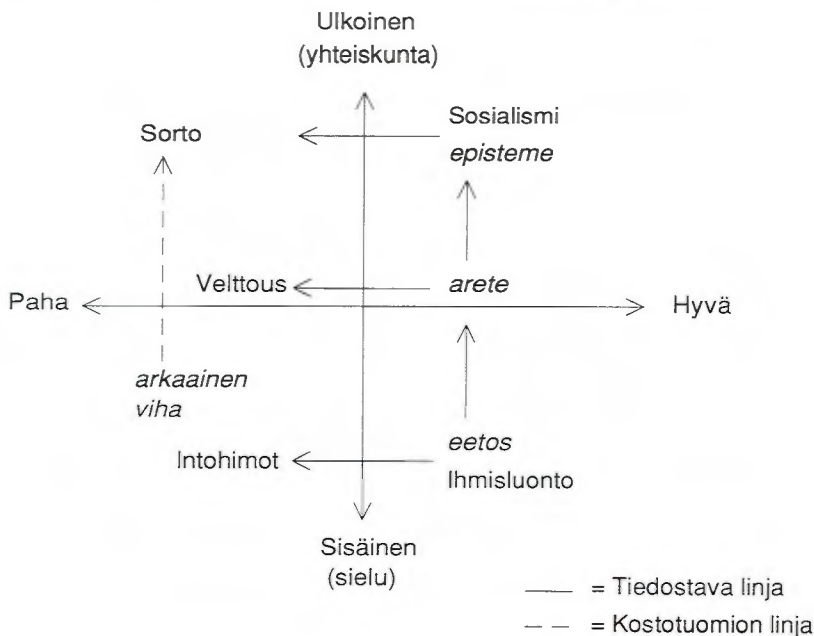 Ulkoinen
(yhteiskunta)
Sorto
Sosialismi
episteme
Velttous
arete
Paha
Hyvä
arkaainen
viha
eetos
Intohimot
Ihmisluonto
Sisäinen
(sielu)
= Tiedostava linja
= Kostotuomion linja